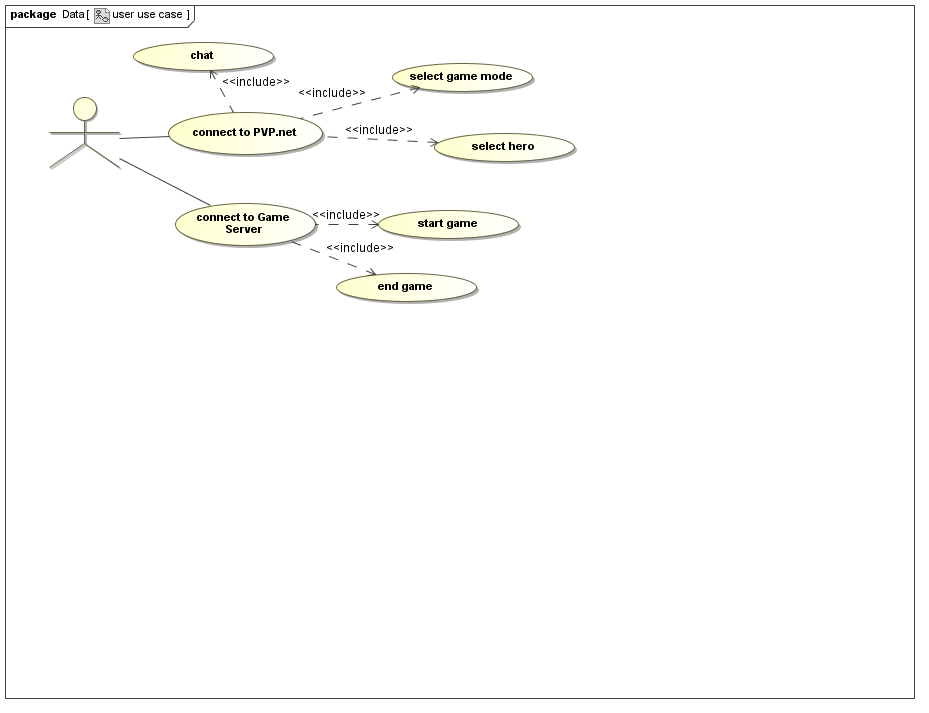 package Data [ user use case ]
chat
<<include>>
<<include>>
select game mode
connect to PVP.net
<<include>>
select hero
connect to Game
Server
<<include>>
start game
<<include>>
end game